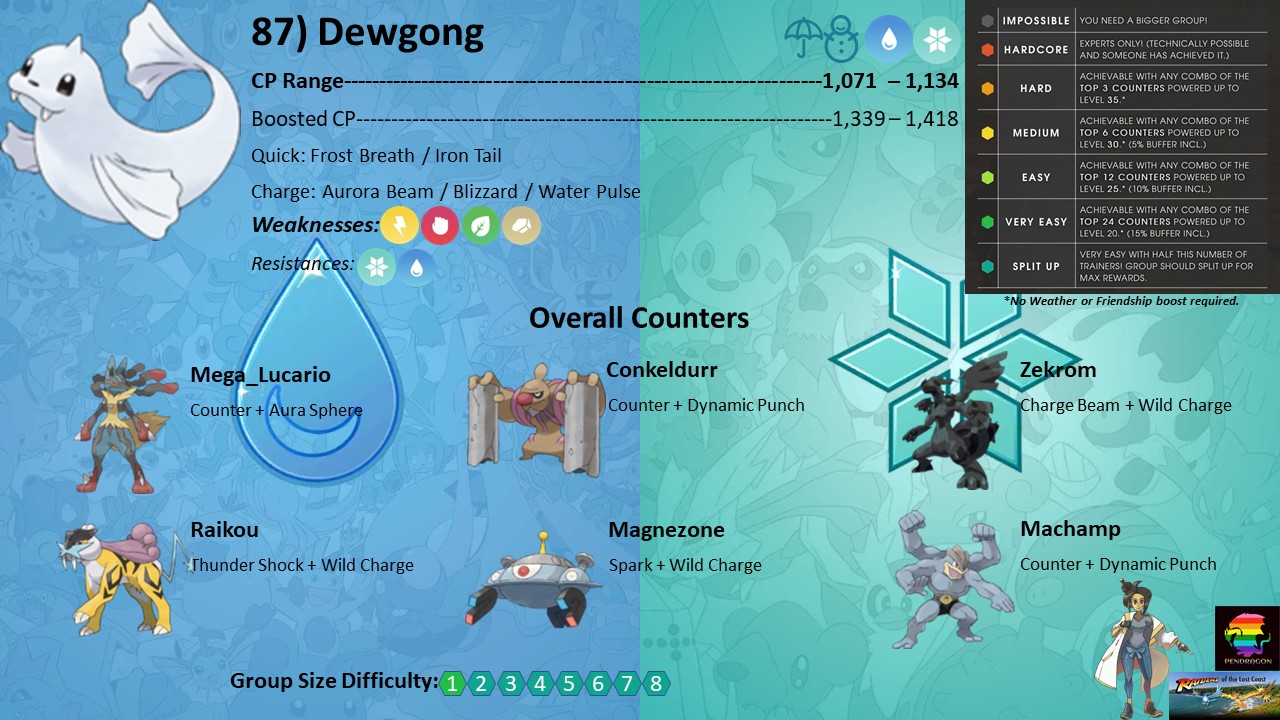 87) Dewgong
CP Range--------------------------------------------------------------------------------1,071 – 1,134
Boosted CP--------------------------------------------------------------------------------1,339 – 1,418
Quick: Frost Breath / Iron Tail
Charge: Aurora Beam / Blizzard / Water Pulse
Weaknesses:
Resistances:
IMPOSSIBLE YOU NEED A BIGGER GROUP!
HARDCORE EXPERTS ONLY! (TECHNICALLY POSSIBLE
AND SOMEONE HAS ACHIEVED IT.)
HARD ACHIEVABLE WITH ANY COMBO OF THE
TOP 3 COUNTERS POWERED UP TO
LEVEL 35.*
MEDIUM ACHIEVABLE WITH ANY COMBO OF THE
TOP 6 COUNTERS POWERED UP TO
LEVEL 30.* (5% BUFFER INCL.)
EASY ACHIEVABLE WITH ANY COMBO OF THE
TOP 12 COUNTERS POWERED UP TO
LEVEL 25.* (10% BUFFER INCL.)
VERY EASY ACHIEVABLE WITH ANY COMBO OF THE
TOP 24 COUNTERS POWERED UP TO
LEVEL 20.* (15% BUFFER INCL.)
SPLIT UP VERY EASY WITH HALF THIS NUMBER OF
TRAINERS! GROUP SHOULD SPLIT UP FOR
MAX REWARDS.
*No Weather or Friendship boost required.
Overall Counters
Mega_Lucario
Counter + Aura Sphere
Conkeldurr
Counter + Dynamic Punch
Zekrom
Charge Beam + Wild Charge
Raikou
Thunder Shock + Wild Charge
Magnezone
Spark + Wild Charge
Machamp
Counter + Dynamic Punch
Group Size Difficulty: 1 2 3 4 5 6 7 8
PENDRAGON
RAIDERS of the Lost Coast